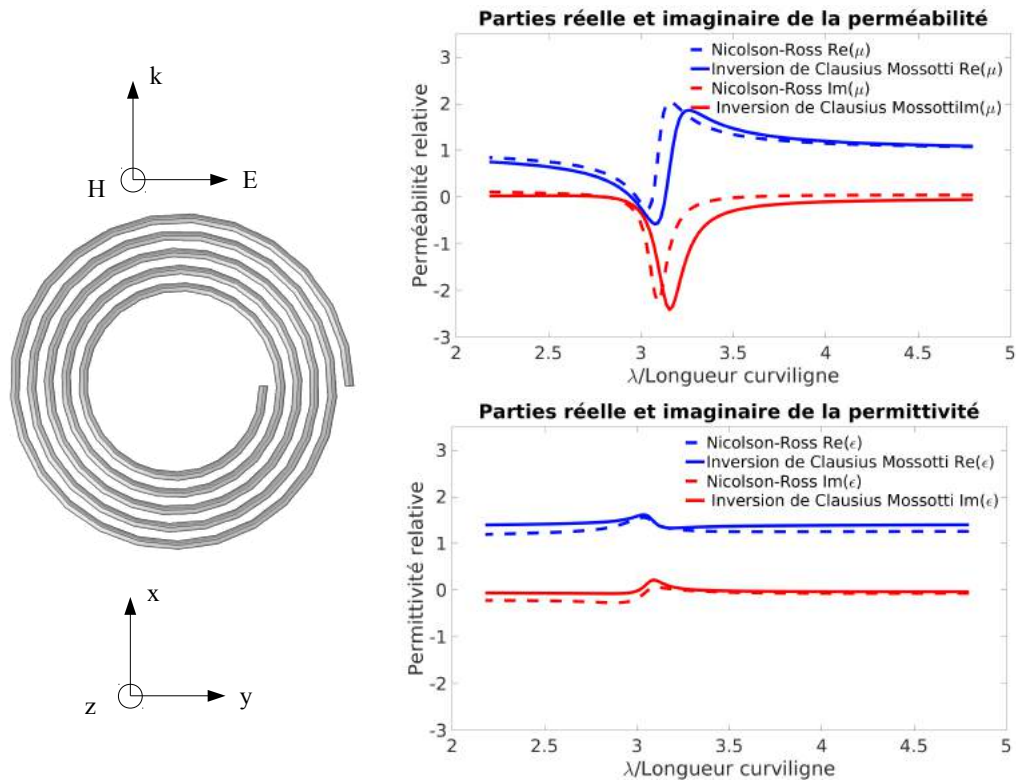 k
H
E
x
z
y
Parties réelle et imaginaire de la perméabilité
3
2
1
0
-1
-2
-3
Perméabilité relative
Nicolson-Ross Re(μ)
Inversion de Clausius Mossotti Re(μ)
Nicolson-Ross Im(μ)
Inversion de Clausius MossottiIm(μ)
2
2.5
3
3.5
4
4.5
5
λ/Longueur curviligne
Parties réelle et imaginaire de la permittivité
3
2
1
0
-1
-2
-3
Permittivité relative
Nicolson-Ross Re(ϵ)
Inversion de Clausius Mossotti Re(ϵ)
Nicolson-Ross Im(ϵ)
Inversion de Clausius Mossotti Im(ϵ)
2
2.5
3
3.5
4
4.5
5
λ/Longueur curviligne